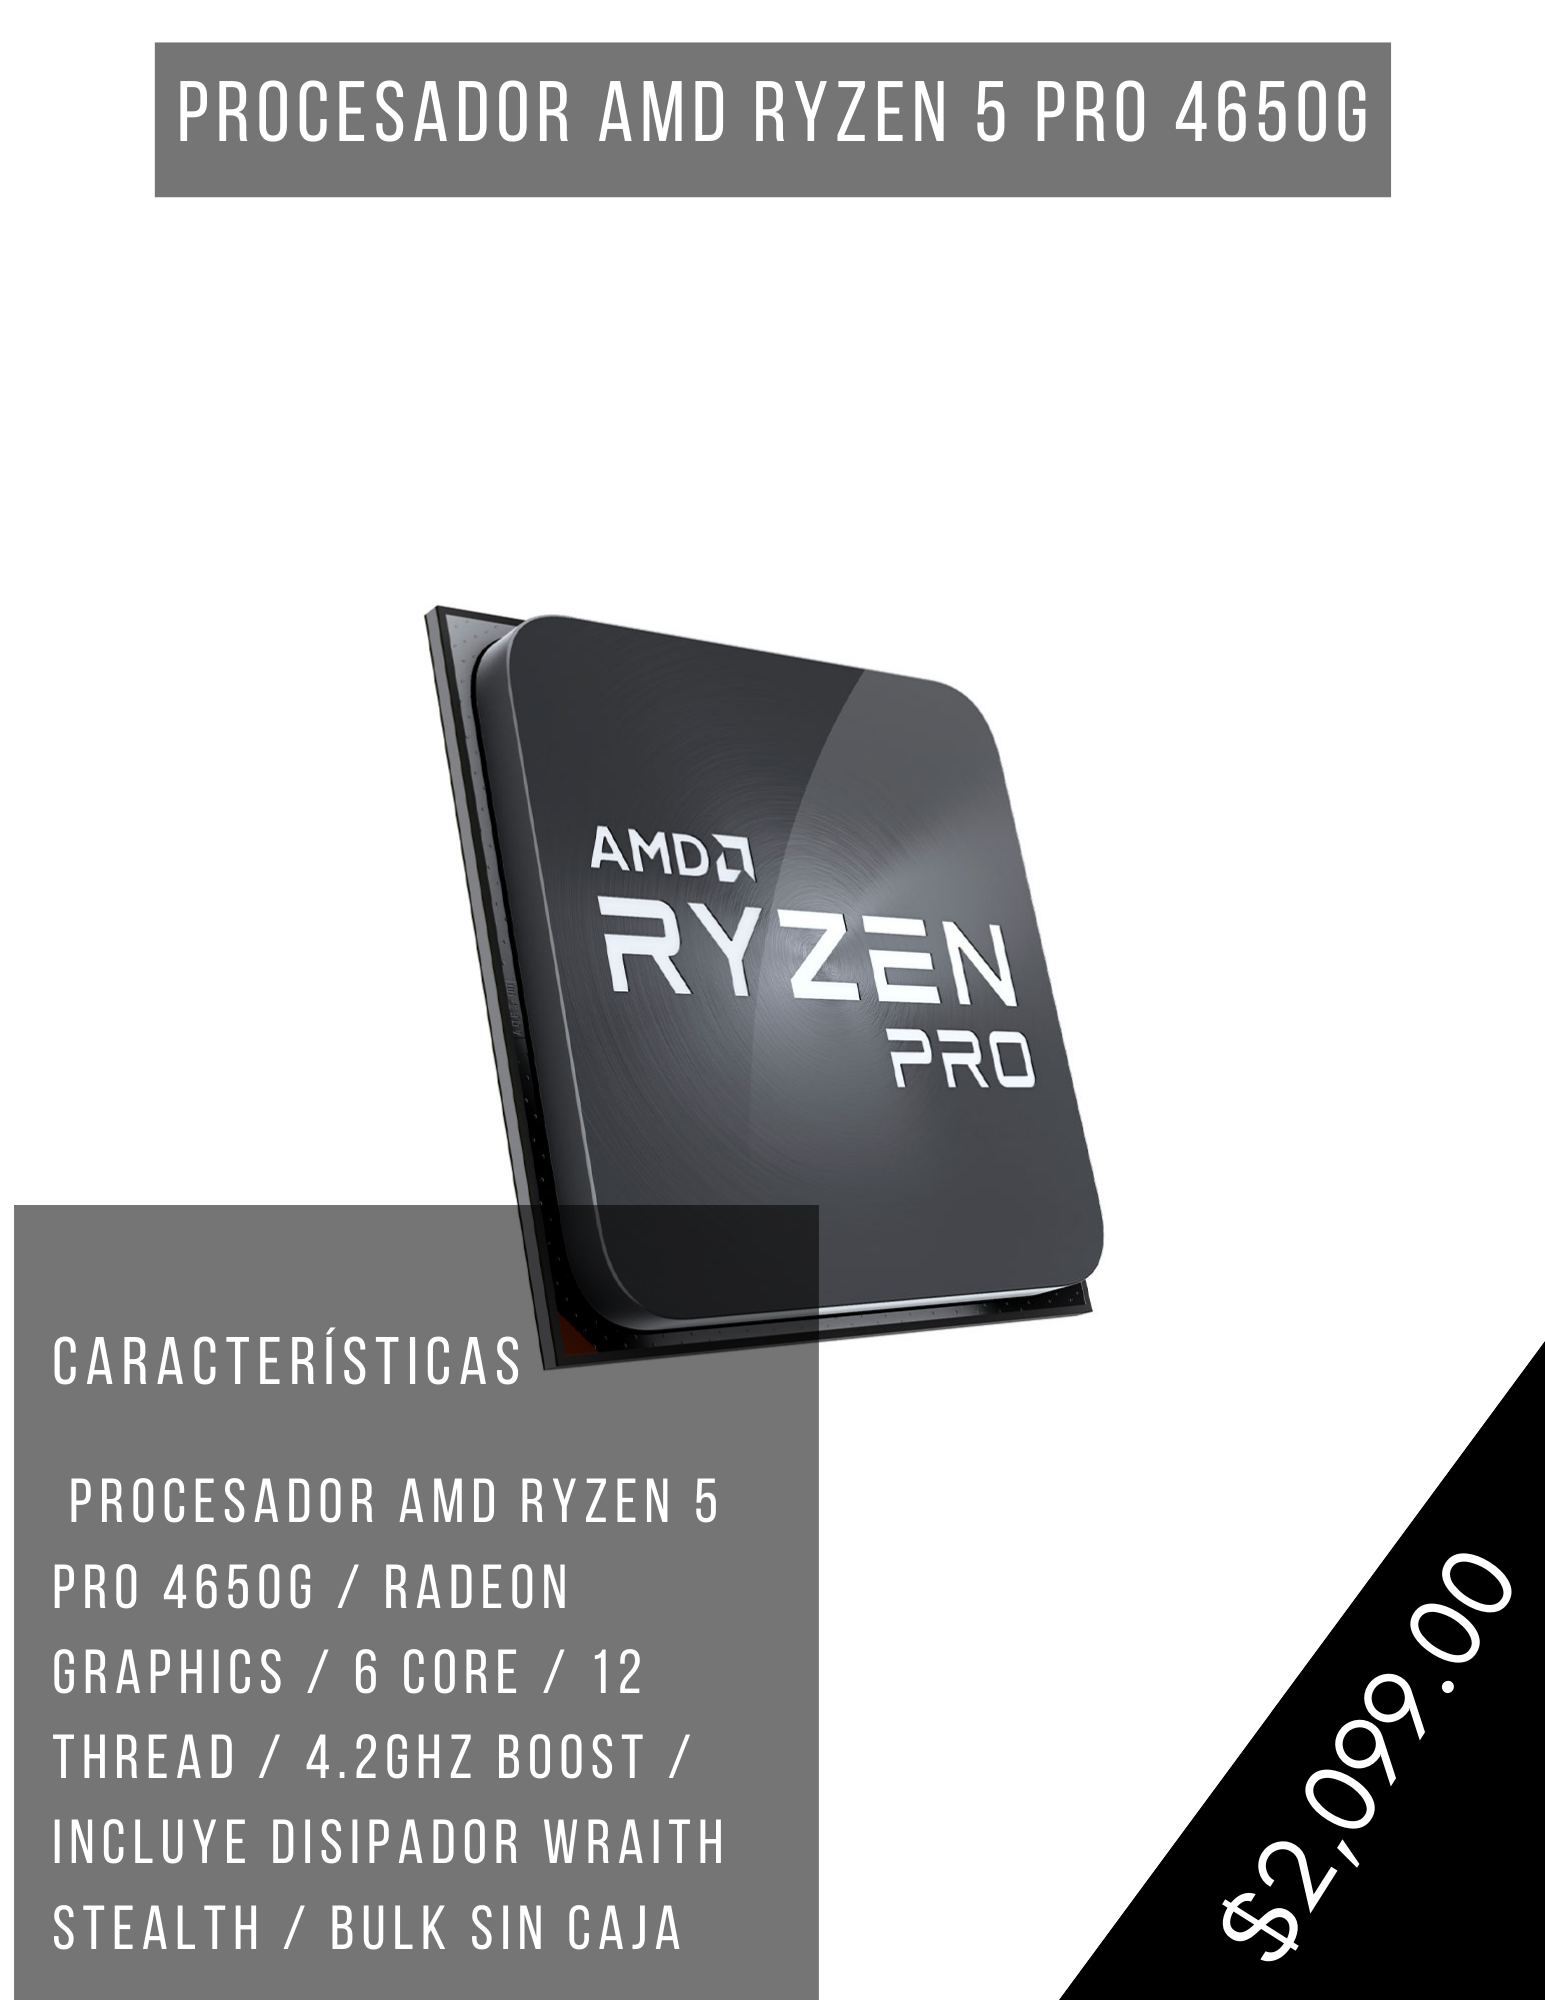 PROCESADOR AMD RYZEN 5 PRO 4650G
AMD
RYZEN
PRO
CARACTERÍSTICAS
PROCESADOR AMD RYZEN 5
PRO 4650G / RADEON
GRAPHICS / 6 CORE / 12
THREAD / 4.2GHZ BOOST /
INCLUYE DISIPADOR WRAITH
STEALTH / BULK SIN CAJA
$2,099.00